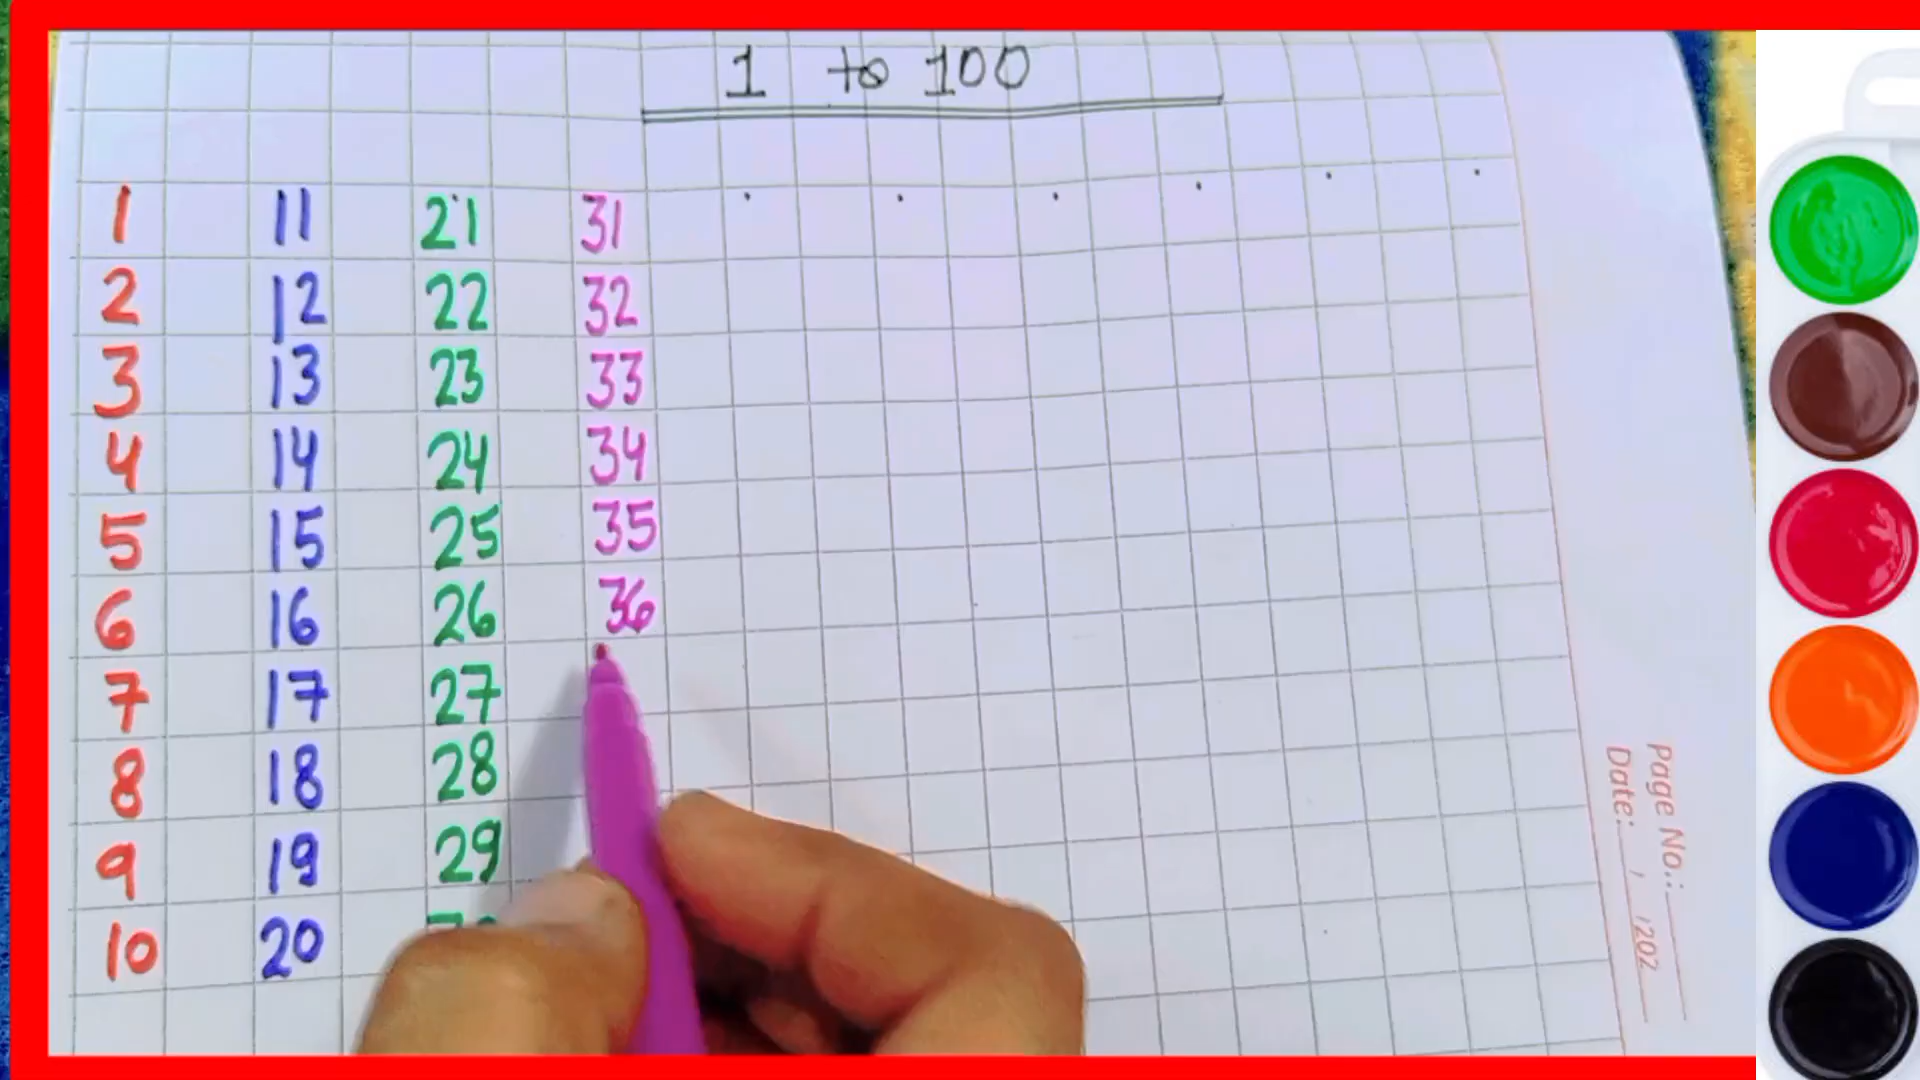 1 to 100
1 11 21 31
2 12 22 32
3 13 23 33
4 14 24 34
5 15 25 35
6 16 26 36
7 17 27
8 18 28
9 19 29
10 20
Page No.:
Date: , ,202